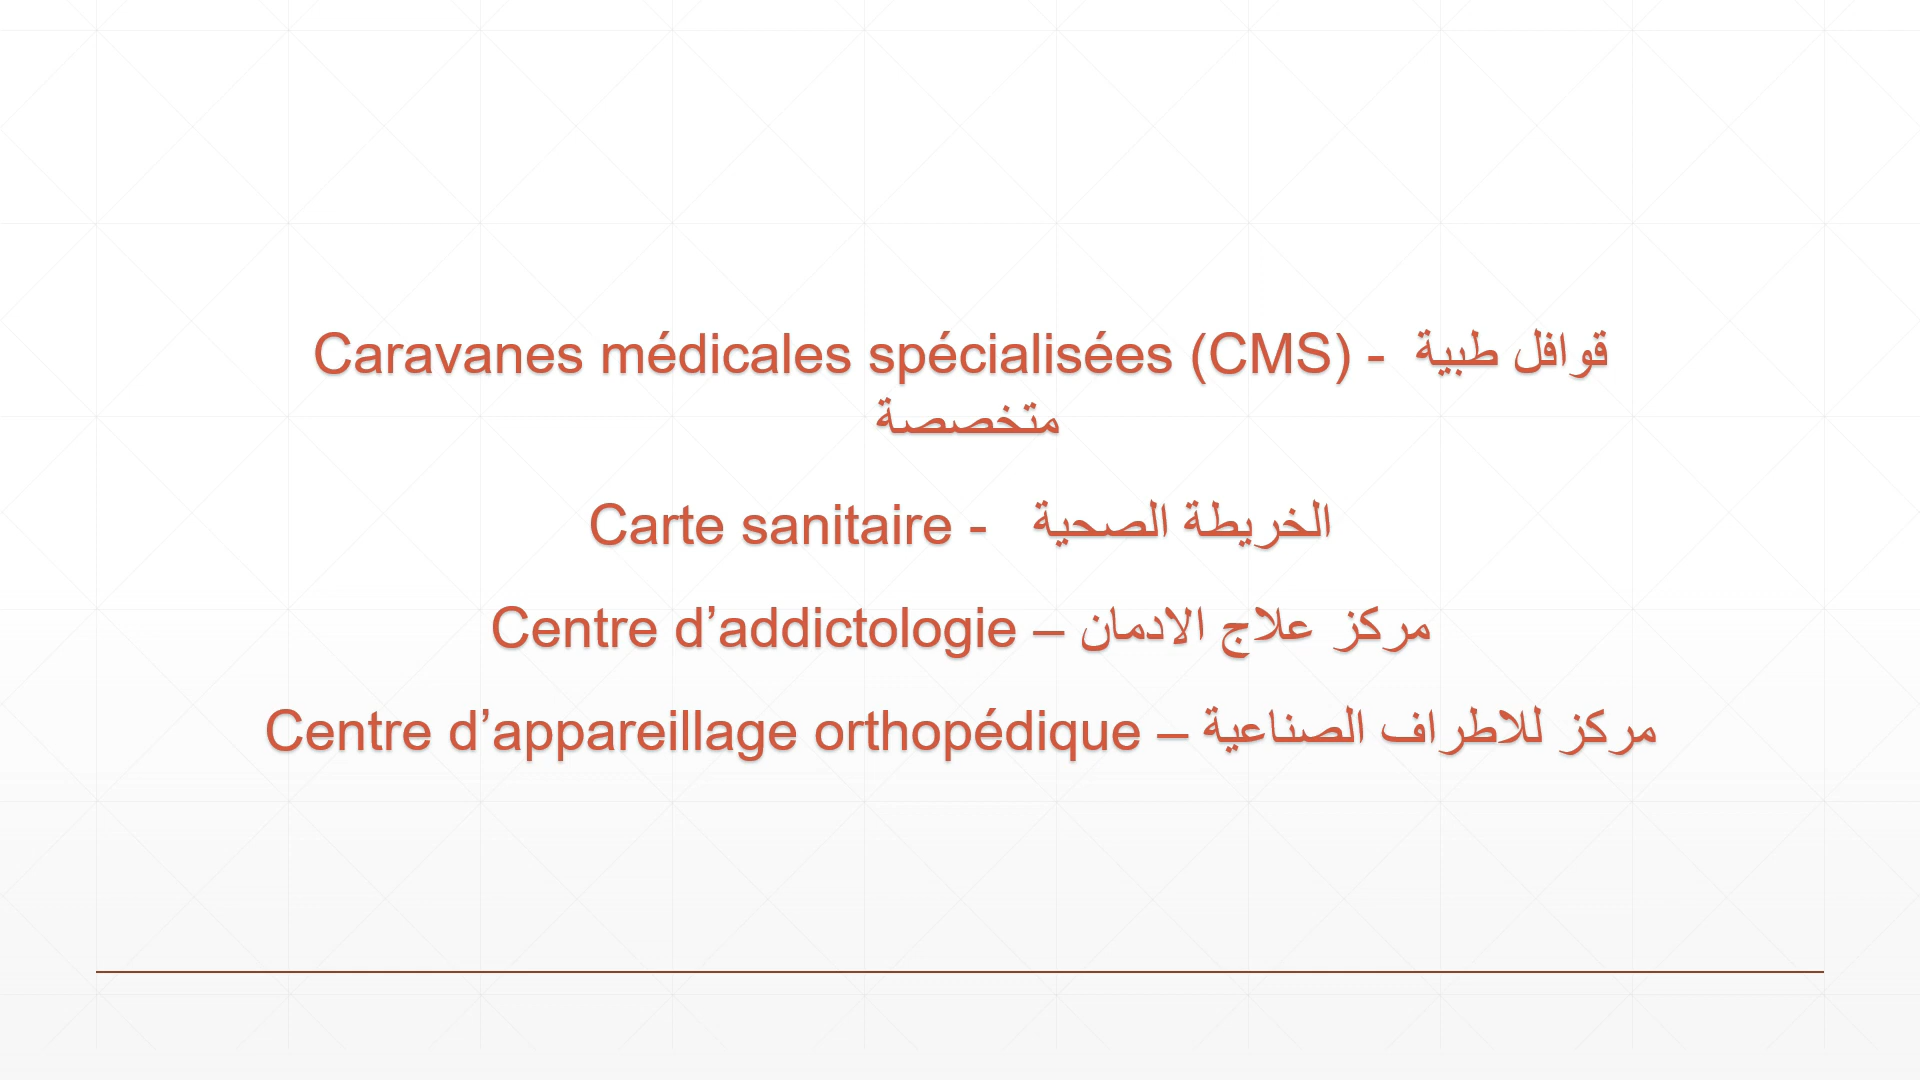 Caravanes médicales spécialisées (CMS) - قوافل طبية
متخصصة
Carte sanitaire - الخريطة الصحية
Centre d’addictologie – مركز علاج الادمان
Centre d’appareillage orthopédique – مركز للاطراف الصناعية